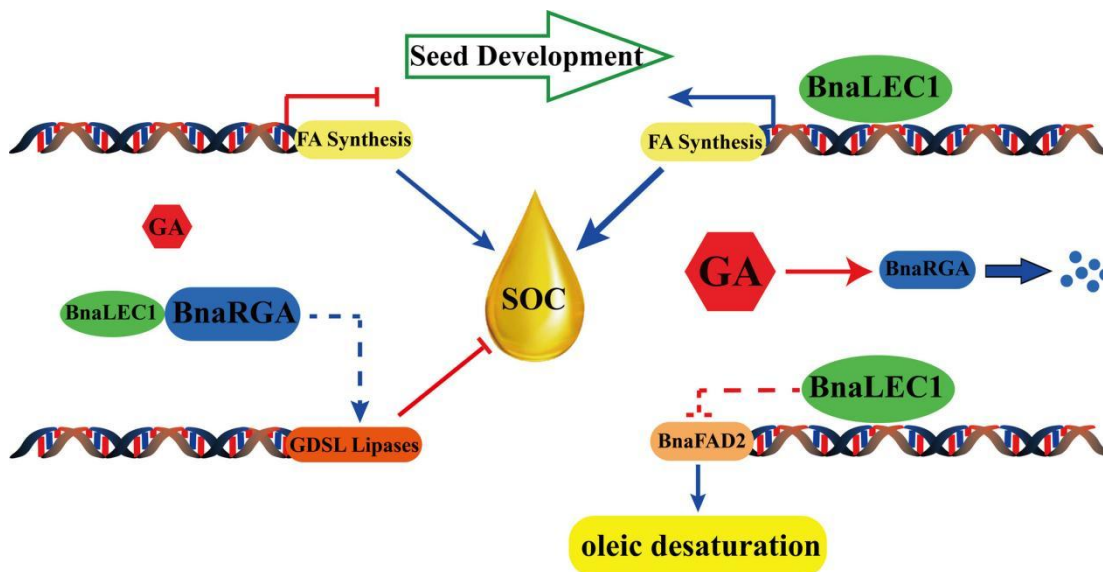 Seed Development
BnaLEC1
FA Synthesis
FA Synthesis
GA
GA
BnaRGA
SOC
BnaLEC1
BnaRGA
BnaLEC1
GDSL Lipases
BnaFAD2
oleic desaturation